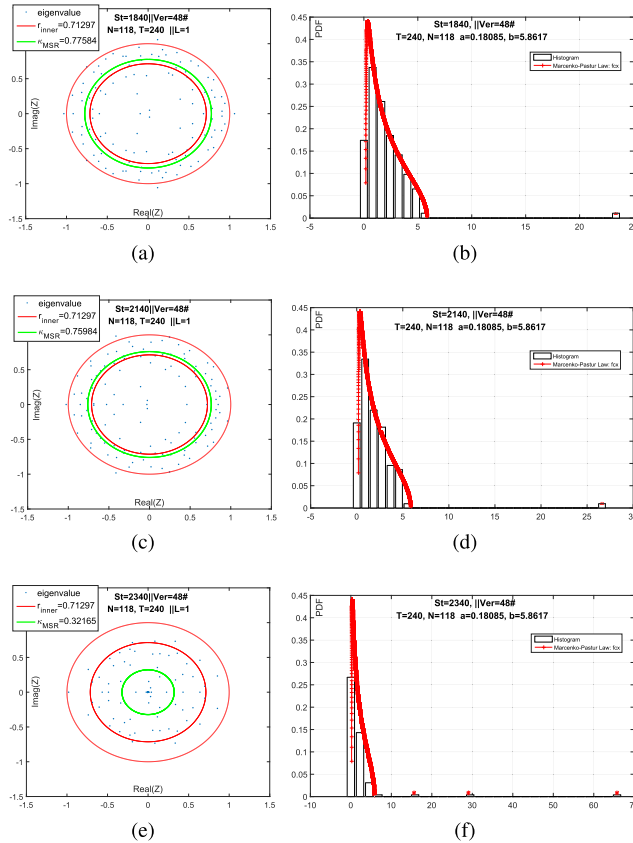 eigenvalue
r_inner=0.71297
κ_MSR=0.77584
St=1840||Ver=48#
N=118, T=240 ||L=1
Imag(Z)
1
0.5
0
-0.5
-1
-1.5
-1.5 -1 -0.5 0 0.5 1 1.5
Real(Z)
(a)
PDF
St=1840, ||Ver=48#
T=240, N=118 a=0.18085, b=5.8617
Histogram
Marcenko-Pastur Law: fcx
0.45
0.4
0.35
0.3
0.25
0.2
0.15
0.1
0.05
0
-5 0 5 10 15 20 25
(b)
eigenvalue
r_inner=0.71297
κ_MSR=0.75984
St=2140||Ver=48#
N=118, T=240 ||L=1
Imag(Z)
1
0.5
0
-0.5
-1
-1.5
-1.5 -1 -0.5 0 0.5 1 1.5
Real(Z)
(c)
PDF
St=2140, ||Ver=48#
T=240, N=118 a=0.18085, b=5.8617
Histogram
Marcenko-Pastur Law: fcx
0.45
0.4
0.35
0.3
0.25
0.2
0.15
0.1
0.05
0
-5 0 5 10 15 20 25 30
(d)
eigenvalue
r_inner=0.71297
κ_MSR=0.32165
St=2340||Ver=48#
N=118, T=240 ||L=1
Imag(Z)
1
0.5
0
-0.5
-1
-1.5
-1.5 -1 -0.5 0 0.5 1 1.5
Real(Z)
(e)
PDF
St=2340, ||Ver=48#
T=240, N=118 a=0.18085, b=5.8617
Histogram
Marcenko-Pastur Law: fcx
0.45
0.4
0.35
0.3
0.25
0.2
0.15
0.1
0.05
0
-10 0 10 20 30 40 50 60 70
(f)